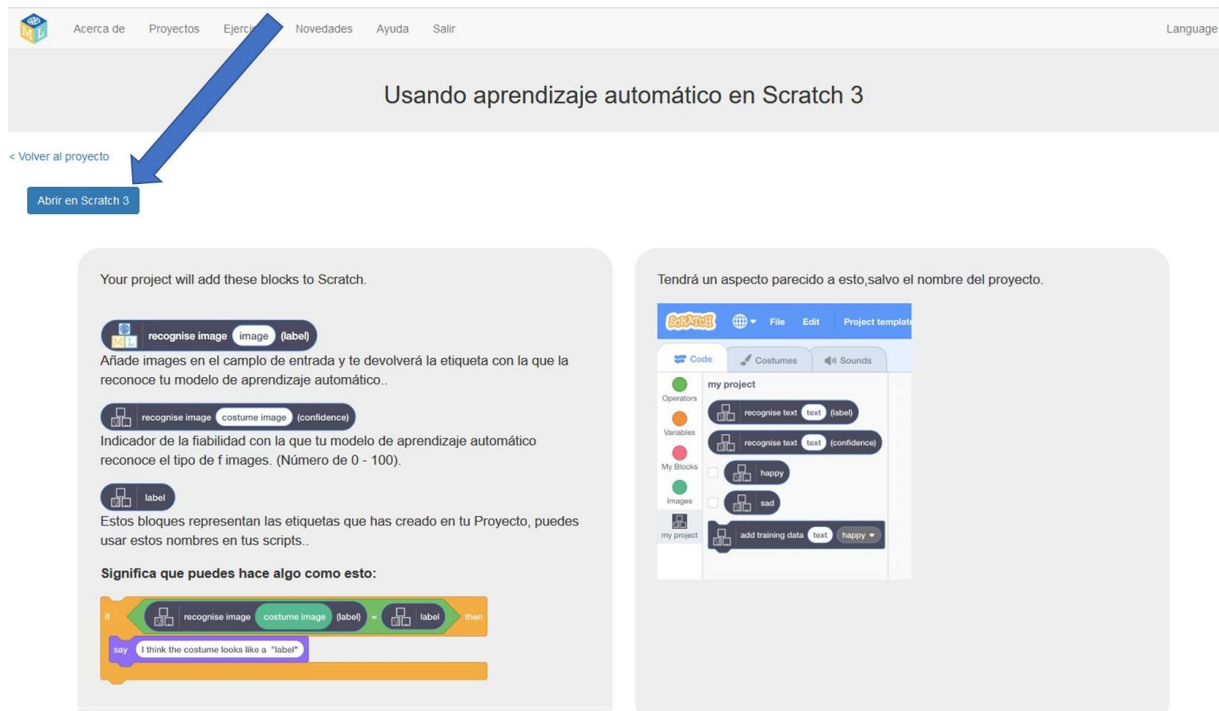 Acerca de Proyectos Novedades Ayuda Salir Language
Usando aprendizaje automático en Scratch 3
< Volver al proyecto
Abrir en Scratch 3
Your project will add these blocks to Scratch.
recognise image image (label)
Añade images en el camplo de entrada y te devolverá la etiqueta con la que la
reconoce tu modelo de aprendizaje automático..
recognise image costume image (confidence)
Indicador de la fiabilidad con la que tu modelo de aprendizaje automático
reconoce el tipo de f images. (Número de 0 - 100).
label
Estos bloques representan las etiquetas que has creado en tu Proyecto, puedes
usar estos nombres en tus scripts..
Significa que puedes hace algo como esto:
if recognise image costume image (label) = label then
say I think the costume looks like a "label"
Tendrá un aspecto parecido a esto,salvo el nombre del proyecto.
SCRATCH File Edit Project
Code Costumes Sounds
my project
Operators
recognise text text (label)
Variables
recognise text text (confidence)
My Blocks
happy
Images
sad
my project
add training data text happy